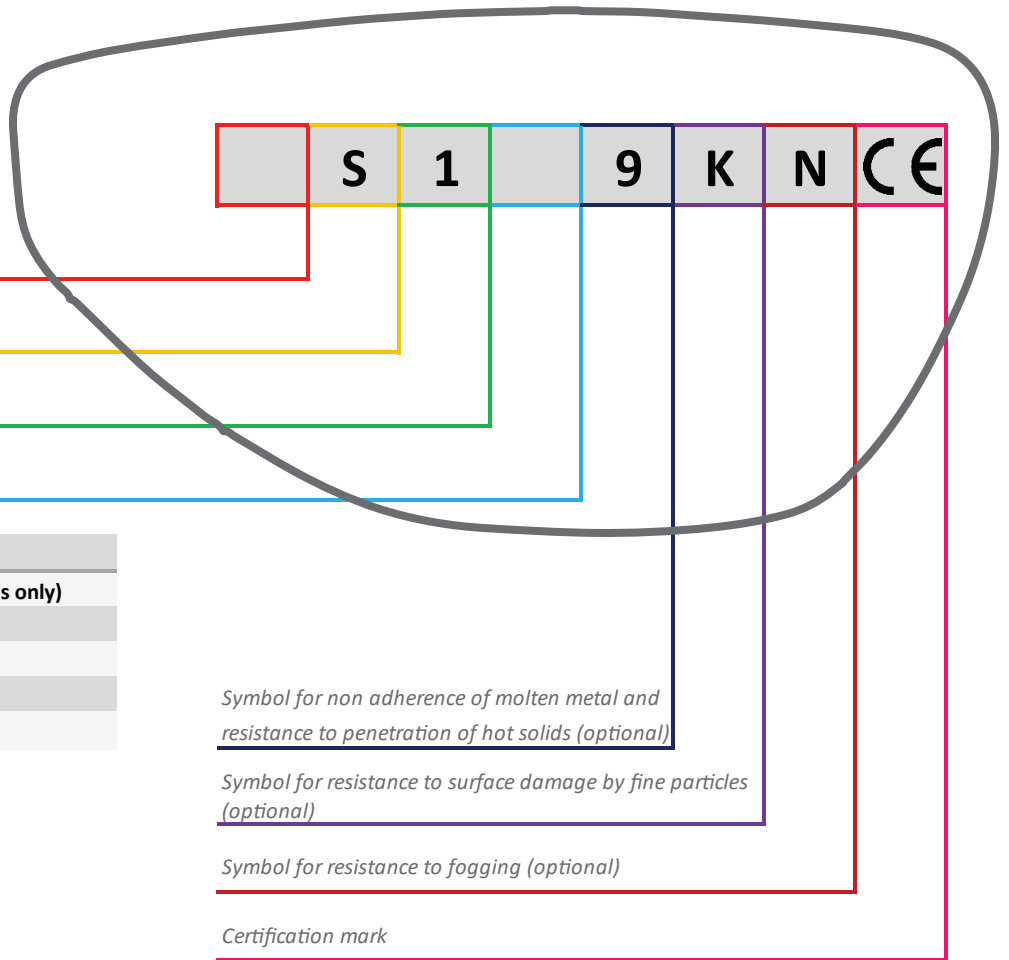 S 1 9 K N CE
s only)
Symbol for non adherence of molten metal and
resistance to penetration of hot solids (optional)
Symbol for resistance to surface damage by fine particles
(optional)
Symbol for resistance to fogging (optional)
Certification mark